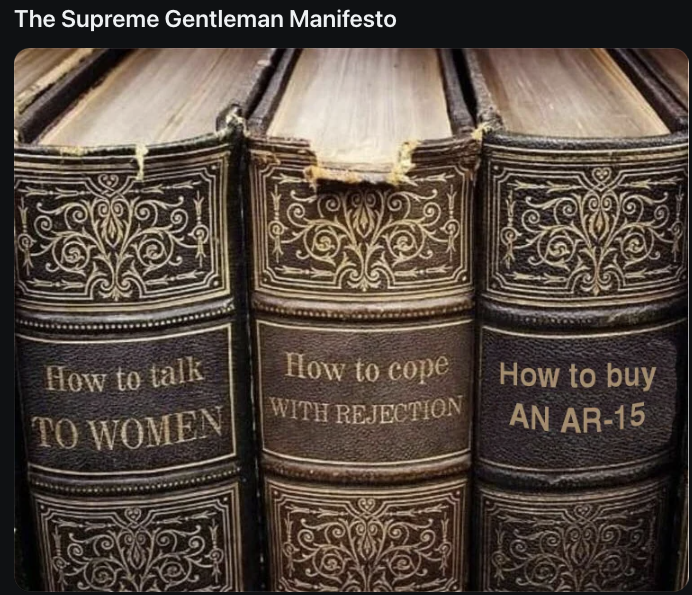 The Supreme Gentleman Manifesto
How to talk
TO WOMEN
How to cope
WITH REJECTION
How to buy
AN AR-15